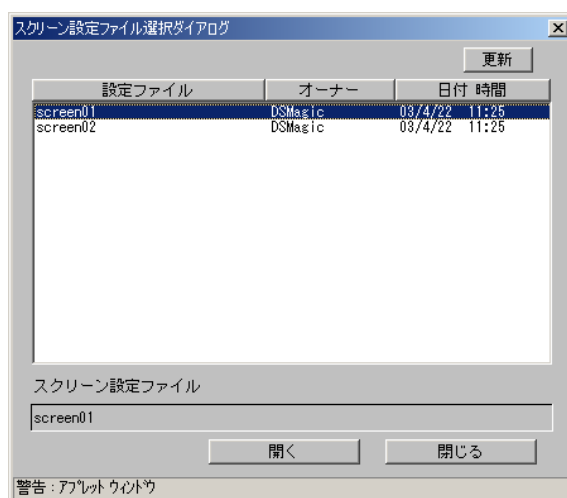 スクリーン設定ファイル選択ダイアログ
更新
設定ファイル オーナー 日付 時間
screen01 DSMagic 03/4/22 11:25
screen02 DSMagic 03/4/22 11:25
スクリーン設定ファイル
screen01
開く 閉じる
警告 : アプレット ウィンドウ